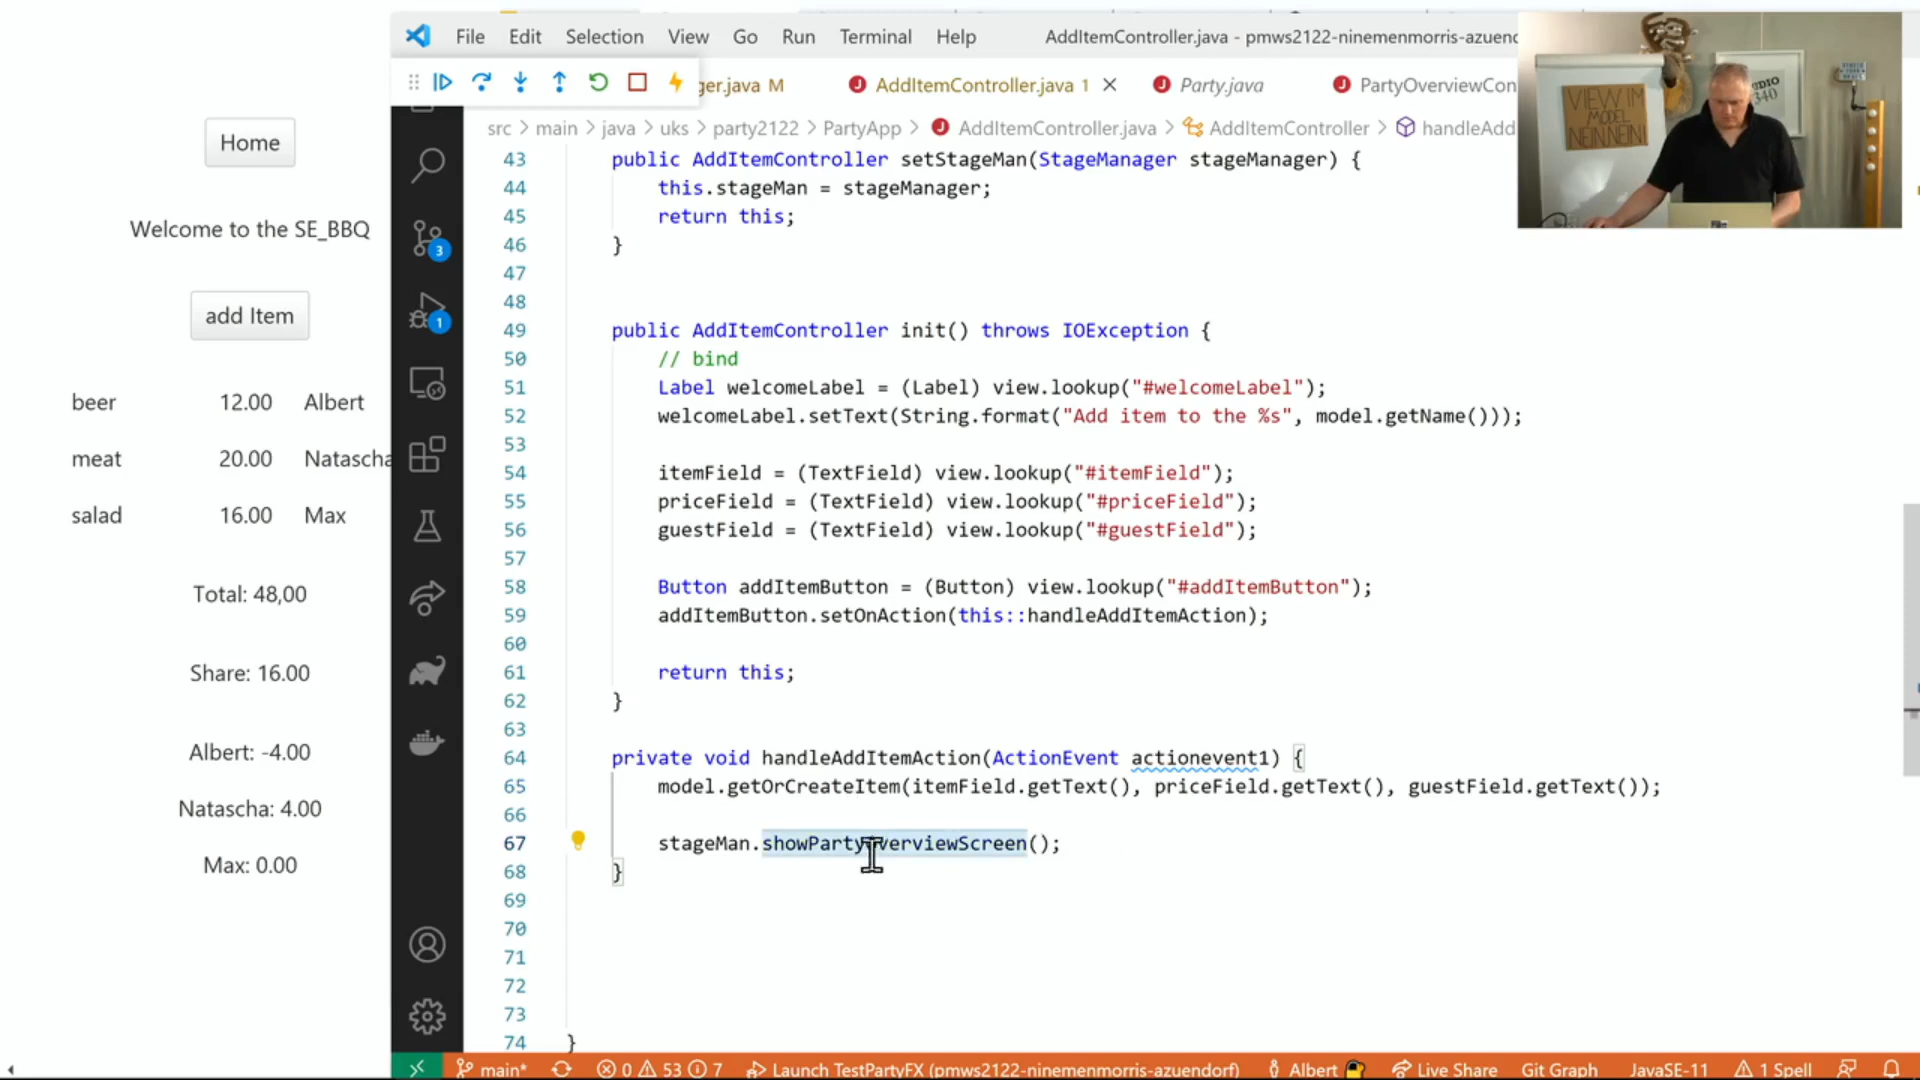 File Edit Selection View Go Run Terminal Help AddItemController.java - pmws2122-ninemenmorris-azuend
ger.java M AddItemController.java 1 Party.java PartyOverviewCon
src > main > java > uks > party2122 > PartyApp > AddItemController.java > AddItemController > handleAdd
Home
Welcome to the SE_BBQ
add Item
beer 12.00 Albert
meat 20.00 Natascha
salad 16.00 Max
Total: 48,00
Share: 16.00
Albert: -4.00
Natascha: 4.00
Max: 0.00
3
1
43 public AddItemController setStageMan(StageManager stageManager) {
44 this.stageMan = stageManager;
45 return this;
46 }
47
48
49 public AddItemController init() throws IOException {
50 // bind
51 Label welcomeLabel = (Label) view.lookup("#welcomeLabel");
52 welcomeLabel.setText(String.format("Add item to the %s", model.getName()));
53
54 itemField = (TextField) view.lookup("#itemField");
55 priceField = (TextField) view.lookup("#priceField");
56 guestField = (TextField) view.lookup("#guestField");
57
58 Button addItemButton = (Button) view.lookup("#addItemButton");
59 addItemButton.setOnAction(this::handleAddItemAction);
60
61 return this;
62 }
63
64 private void handleAddItemAction(ActionEvent actionevent1) {
65 model.getOrCreateItem(itemField.getText(), priceField.getText(), guestField.getText());
66
67 stageMan.showPartyOverviewScreen();
68 }
69
70
71
72
73
74 }
VIEW IM
MODEL
NEINNEIN!
main* 0 53 7 Launch TestPartyFX (pmws2122-ninemenmorris-azuendorf) Albert Live Share Git Graph JavaSE-11 1 Spell